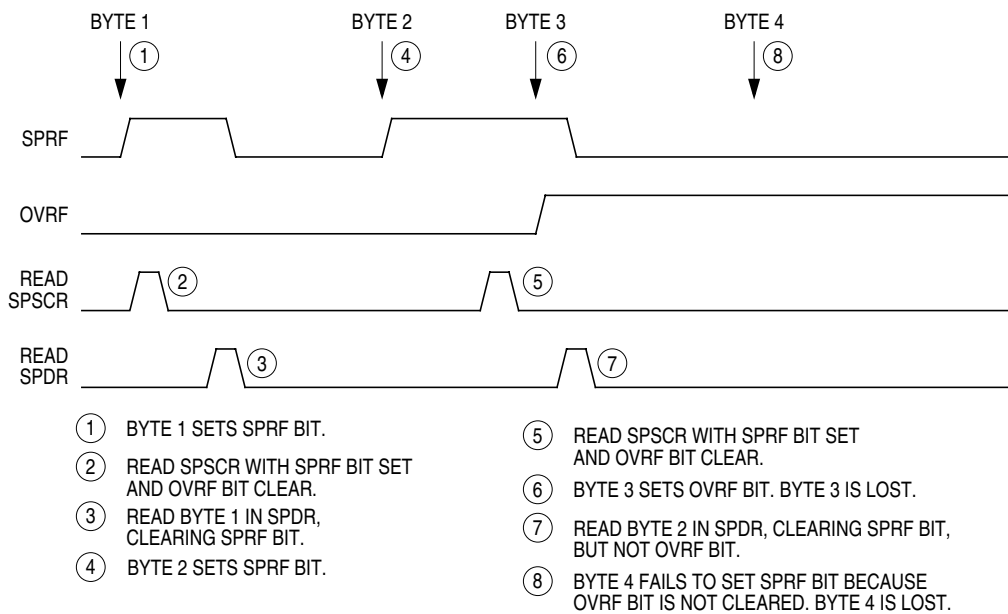 BYTE 1 BYTE 2 BYTE 3 BYTE 4
1 4 6 8
SPRF
OVRF
READ
SPSCR
2 5
READ
SPDR
3 7
1 BYTE 1 SETS SPRF BIT.
2 READ SPSCR WITH SPRF BIT SET
AND OVRF BIT CLEAR.
3 READ BYTE 1 IN SPDR,
CLEARING SPRF BIT.
4 BYTE 2 SETS SPRF BIT.
5 READ SPSCR WITH SPRF BIT SET
AND OVRF BIT CLEAR.
6 BYTE 3 SETS OVRF BIT. BYTE 3 IS LOST.
7 READ BYTE 2 IN SPDR, CLEARING SPRF BIT,
BUT NOT OVRF BIT.
8 BYTE 4 FAILS TO SET SPRF BIT BECAUSE
OVRF BIT IS NOT CLEARED. BYTE 4 IS LOST.